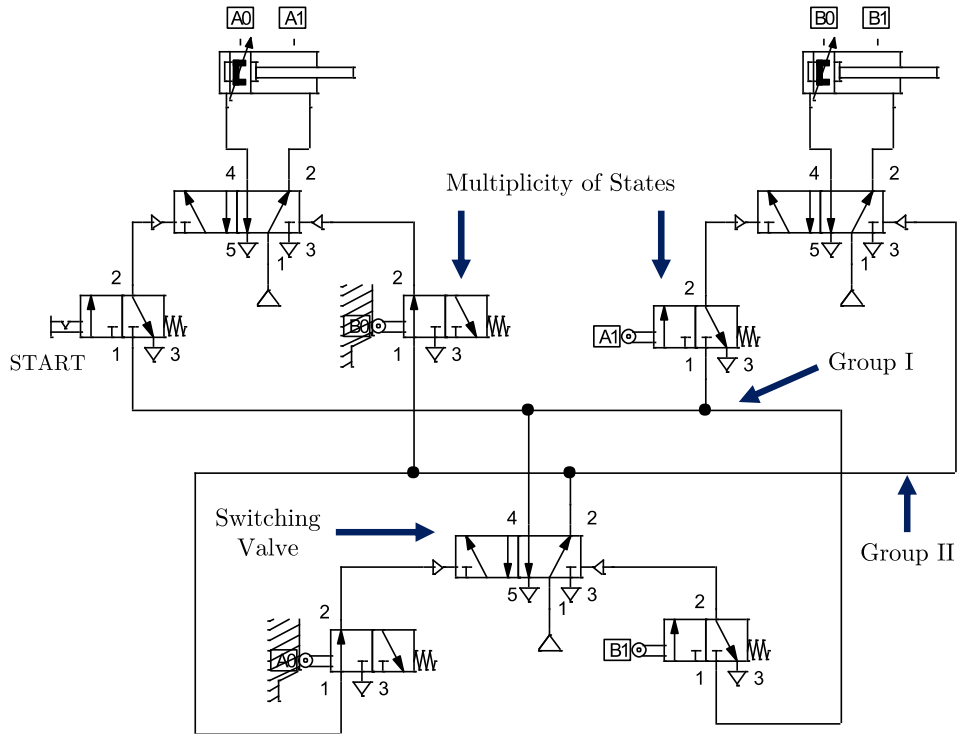 A0 A1
B0 B1
4 2
4 2
Multiplicity of States
5 1 3
5 1 3
2
2
B0
A1
START
1 3
1 3
1 3
Group I
Switching
Valve
4 2
Group II
5 1 3
2
2
A0
B1
1 3
1 3